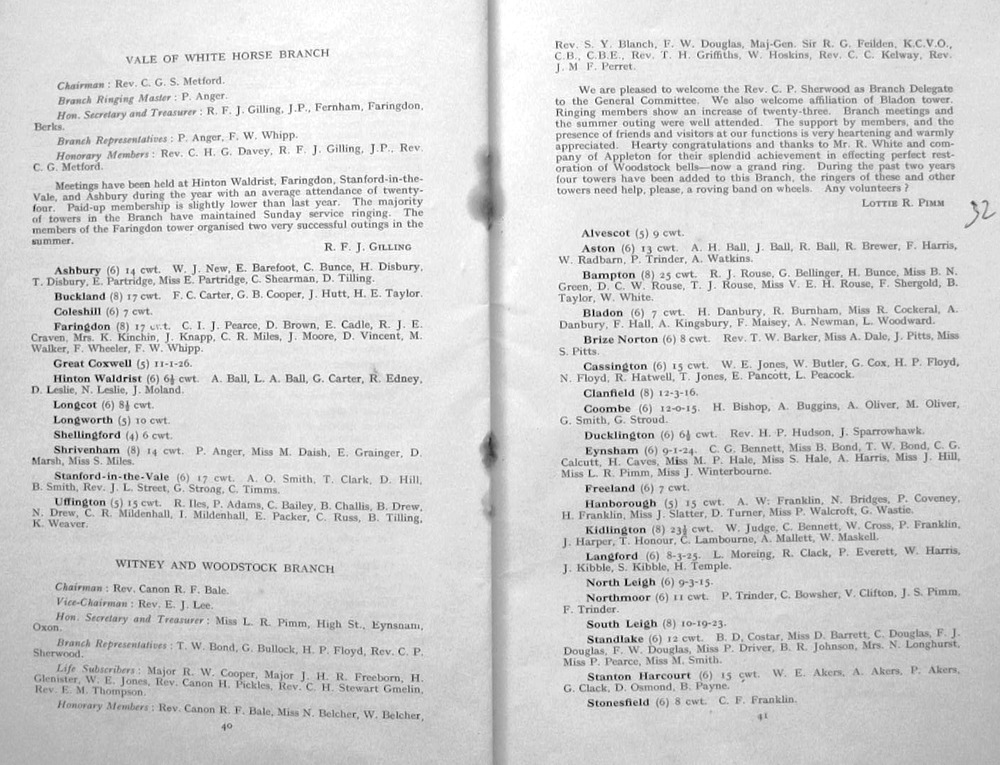 VALE OF WHITE HORSE BRANCH
Chairman : Rev. C. G. S. Metford.
Branch Ringing Master : P. Anger.
Hon. Secretary and Treasurer : R. F. J. Gilling, J.P., Fernham, Faringdon,
Berks.
Branch Representatives : P. Anger, F. W. Whipp.
Honorary Members : Rev. C. H. G. Davey, R. F. J. Gilling, J.P., Rev.
C. G. Metford.
Meetings have been held at Hinton Waldrist, Faringdon, Stanford-in-the-
Vale, and Ashbury during the year with an average attendance of twenty-
four. Paid-up membership is slightly lower than last year. The majority
of towers in the Branch have maintained Sunday service ringing. The
members of the Faringdon tower organised two very successful outings in the
summer.
R. F. J. GILLING
Ashbury (6) 14 cwt. W. J. New, E. Barefoot, C. Bunce, H. Disbury,
T. Disbury, E. Partridge, Miss E. Partridge, C. Shearman, D. Tilling.
Buckland (8) 17 cwt. F. C. Carter, G. B. Cooper, J. Hutt, H. E. Taylor.
Coleshill (6) 7 cwt.
Faringdon (8) 17 cwt. C. I. J. Pearce, D. Brown, E. Cadle, R. J. E.
Craven, Mrs. K. Kinchin, J. Knapp, C. R. Miles, J. Moore, D. Vincent, M.
Walker, F. Wheeler, F. W. Whipp.
Great Coxwell (5) 11-1-26.
Hinton Waldrist (6) 6½ cwt. A. Ball, L. A. Ball, G. Carter, R. Edney,
D. Leslie, N. Leslie, J. Moland.
Longcot (6) 8½ cwt.
Longworth (5) 10 cwt.
Shellingford (4) 6 cwt.
Shrivenham (8) 14 cwt. P. Anger, Miss M. Daish, E. Grainger, D.
Marsh, Miss S. Miles.
Stanford-in-the-Vale (6) 17 cwt. A. O. Smith, T. Clark, D. Hill,
B. Smith, Rev. J. L. Street, G. Strong, C. Timms.
Uffington (5) 15 cwt. R. Iles, P. Adams, C. Bailey, B. Challis, B. Drew,
N. Drew, C. R. Mildenhall, I. Mildenhall, E. Packer, C. Russ, B. Tilling,
K. Weaver.
WITNEY AND WOODSTOCK BRANCH
Chairman : Rev. Canon R. F. Bale.
Vice-Chairman : Rev. E. J. Lee.
Hon. Secretary and Treasurer : Miss L. R. Pimm, High St., Eynsham,
Oxon.
Branch Representatives : T. W. Bond, G. Bullock, H. P. Floyd, Rev. C. P.
Sherwood.
Life Subscribers : Major R. W. Cooper, Major J. H. R. Freeborn, H.
Glenister, W. E. Jones, Rev. Canon H. Pickles, Rev. C. H. Stewart Gmelin,
Rev. E. M. Thompson.
Honorary Members : Rev. Canon R. F. Bale, Miss N. Belcher, W. Belcher,
40
Rev. S. Y. Blanch, F. W. Douglas, Maj-Gen. Sir R. G. Feilden, K.C.V.O.,
C.B., C.B.E., Rev. T. H. Griffiths, W. Hoskins, Rev. C. C. Kelway, Rev.
J. M F. Perret.
We are pleased to welcome the Rev. C. P. Sherwood as Branch Delegate
to the General Committee. We also welcome affiliation of Bladon tower.
Ringing members show an increase of twenty-three. Branch meetings and
the summer outing were well attended. The support by members, and the
presence of friends and visitors at our functions is very heartening and warmly
appreciated. Hearty congratulations and thanks to Mr. R. White and com-
pany of Appleton for their splendid achievement in effecting perfect rest-
oration of Woodstock bells—now a grand ring. During the past two years
four towers have been added to this Branch, the ringers of these and other
towers need help, please, a roving band on wheels. Any volunteers ?
LOTTIE R. PIMM
32
Alvescot (5) 9 cwt.
Aston (6) 13 cwt. A. H. Ball, J. Ball, R. Ball, R. Brewer, F. Harris,
W. Radbarn, P. Trinder, A. Watkins.
Bampton (8) 25 cwt. R. J. Rouse, G. Bellinger, H. Bunce, Miss B. N.
Green, D. C. W. Rouse, T. J. Rouse, Miss V. E. H. Rouse, F. Shergold, B.
Taylor, W. White.
Bladon (6) 7 cwt. H. Danbury, R. Burnham, Miss R. Cockeral, A.
Danbury, F. Hall, A. Kingsbury, F. Maisey, A. Newman, L. Woodward.
Brize Norton (6) 8 cwt. Rev. T. W. Barker, Miss A. Dale, J. Pitts, Miss
S. Pitts.
Cassington (6) 15 cwt. W. E. Jones, W. Butler, G. Cox, H. P. Floyd,
N. Floyd, R. Hatwell, T. Jones, E. Pancott, L. Peacock.
Clanfield (8) 12-3-16.
Coombe (6) 12-0-15. H. Bishop, A. Buggins, A. Oliver, M. Oliver,
G. Smith, G. Stroud.
Ducklington (6) 6½ cwt. Rev. H. P. Hudson, J. Sparrowhawk.
Eynsham (6) 9-1-24. C. G. Bennett, Miss B. Bond, T. W. Bond, C. G.
Calcutt, H. Caves, Miss M. P. Hale, Miss S. Hale, A. Harris, Miss J. Hill,
Miss L. R. Pimm, Miss J. Winterbourne.
Freeland (6) 7 cwt.
Hanborough (5) 15 cwt. A. W. Franklin, N. Bridges, P. Coveney,
H. Franklin, Miss J. Slatter, D. Turner, Miss P. Walcroft, G. Wastie.
Kidlington (8) 23½ cwt. W. Judge, C. Bennett, W. Cross, P. Franklin,
J. Harper, T. Honour, C. Lambourne, A. Mallett, W. Maskell.
Langford (6) 8-3-25. L. Moreing, R. Clack, P. Everett, W. Harris,
J. Kibble, S. Kibble, H. Temple.
North Leigh (6) 9-3-15.
Northmoor (6) 11 cwt. P. Trinder, C. Bowsher, V. Clifton, J. S. Pimm,
F. Trinder.
South Leigh (8) 10-19-23.
Standlake (6) 12 cwt. B. D. Costar, Miss D. Barrett, C. Douglas, F. J.
Douglas, F. W. Douglas, Miss P. Driver, B. R. Johnson, Mrs. N. Longhurst,
Miss P. Pearce, Miss M. Smith.
Stanton Harcourt (6) 15 cwt. W. E. Akers, A. Akers, P. Akers,
G. Clack, D. Osmond, B. Payne.
Stonesfield (6) 8 cwt. C. F. Franklin.
41